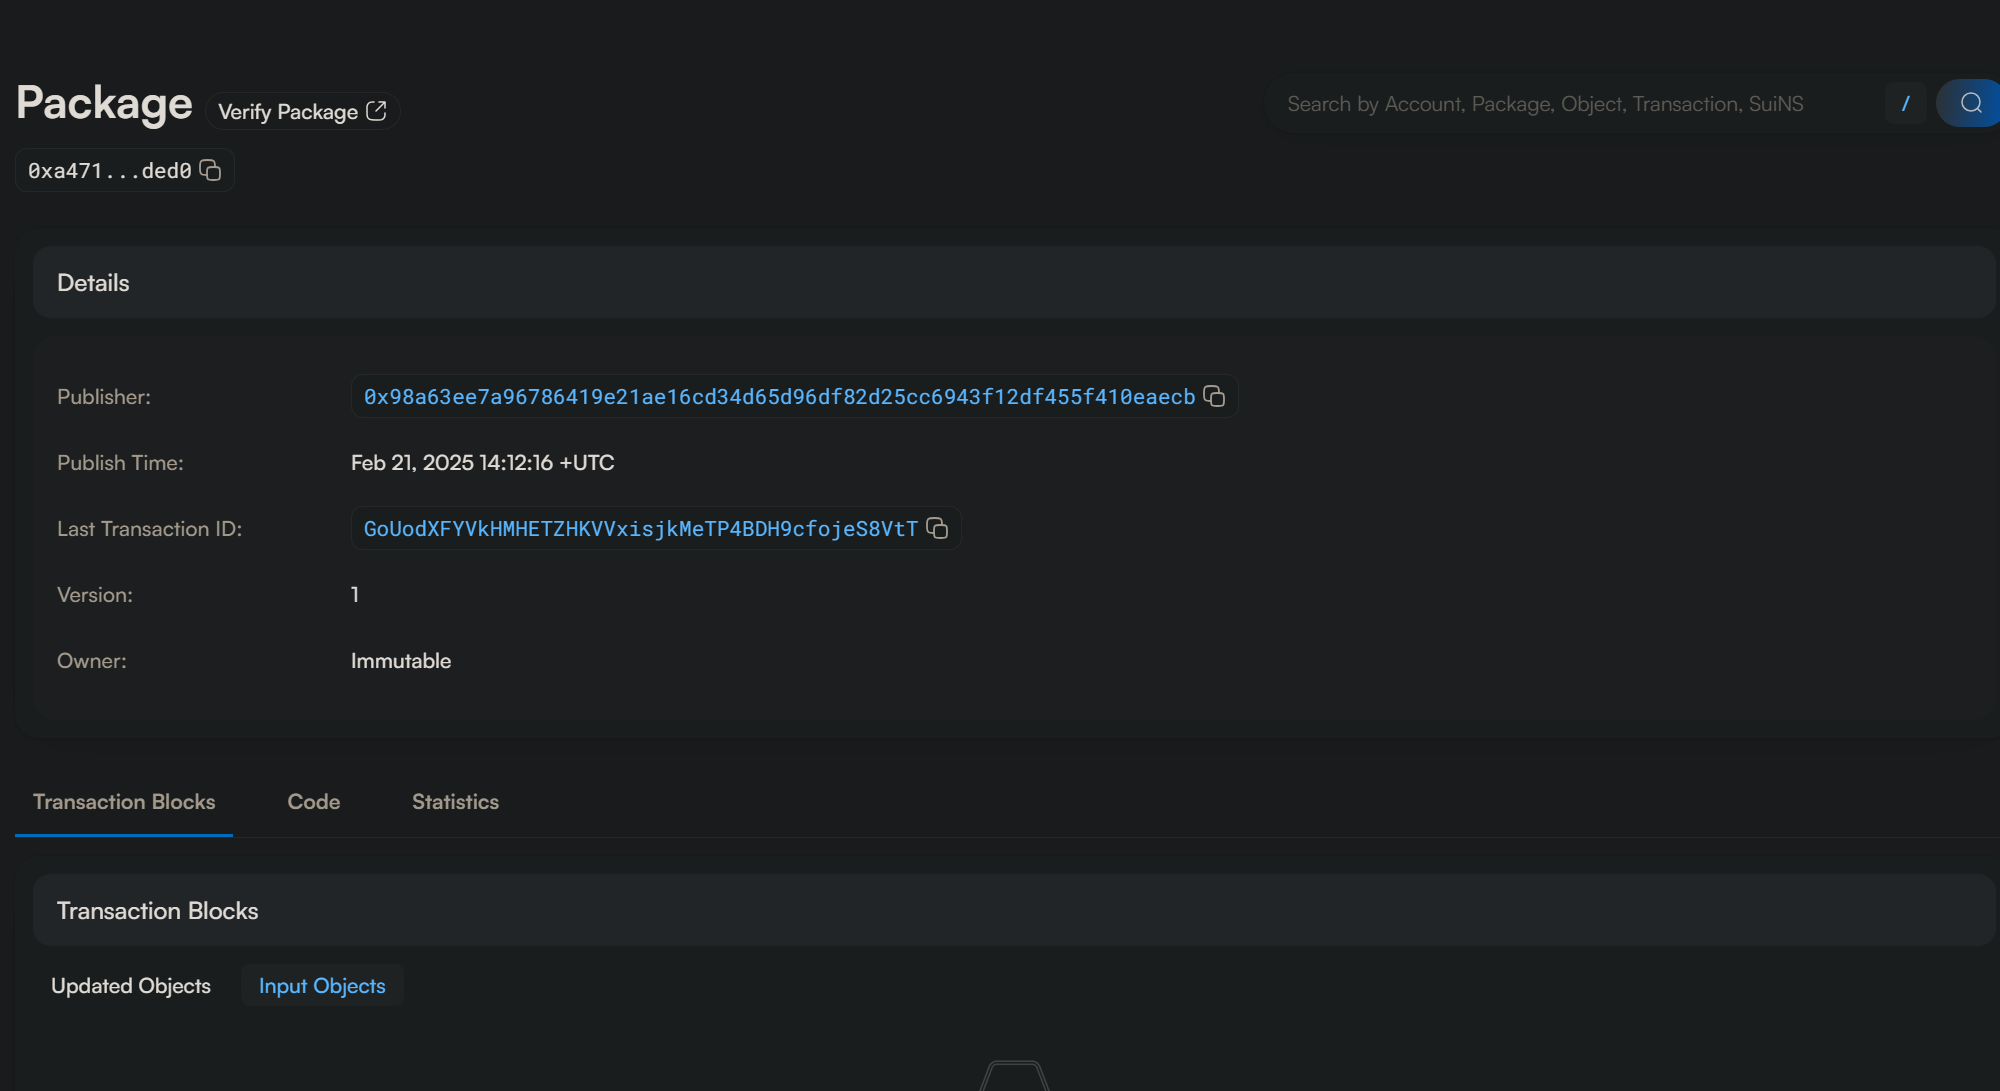 Package
Verify Package
Search by Account, Package, Object, Transaction, SuiNS
/
0xa471...ded0
Details
Publisher:
0x98a63ee7a96786419e21ae16cd34d65d96df82d25cc6943f12df455f410eaecb
Publish Time:
Feb 21, 2025 14:12:16 +UTC
Last Transaction ID:
GoUodXFYVkHMHETZHKVVxisjkMeTP4BDH9cfojeS8VtT
Version:
1
Owner:
Immutable
Transaction Blocks
Code
Statistics
Transaction Blocks
Updated Objects
Input Objects